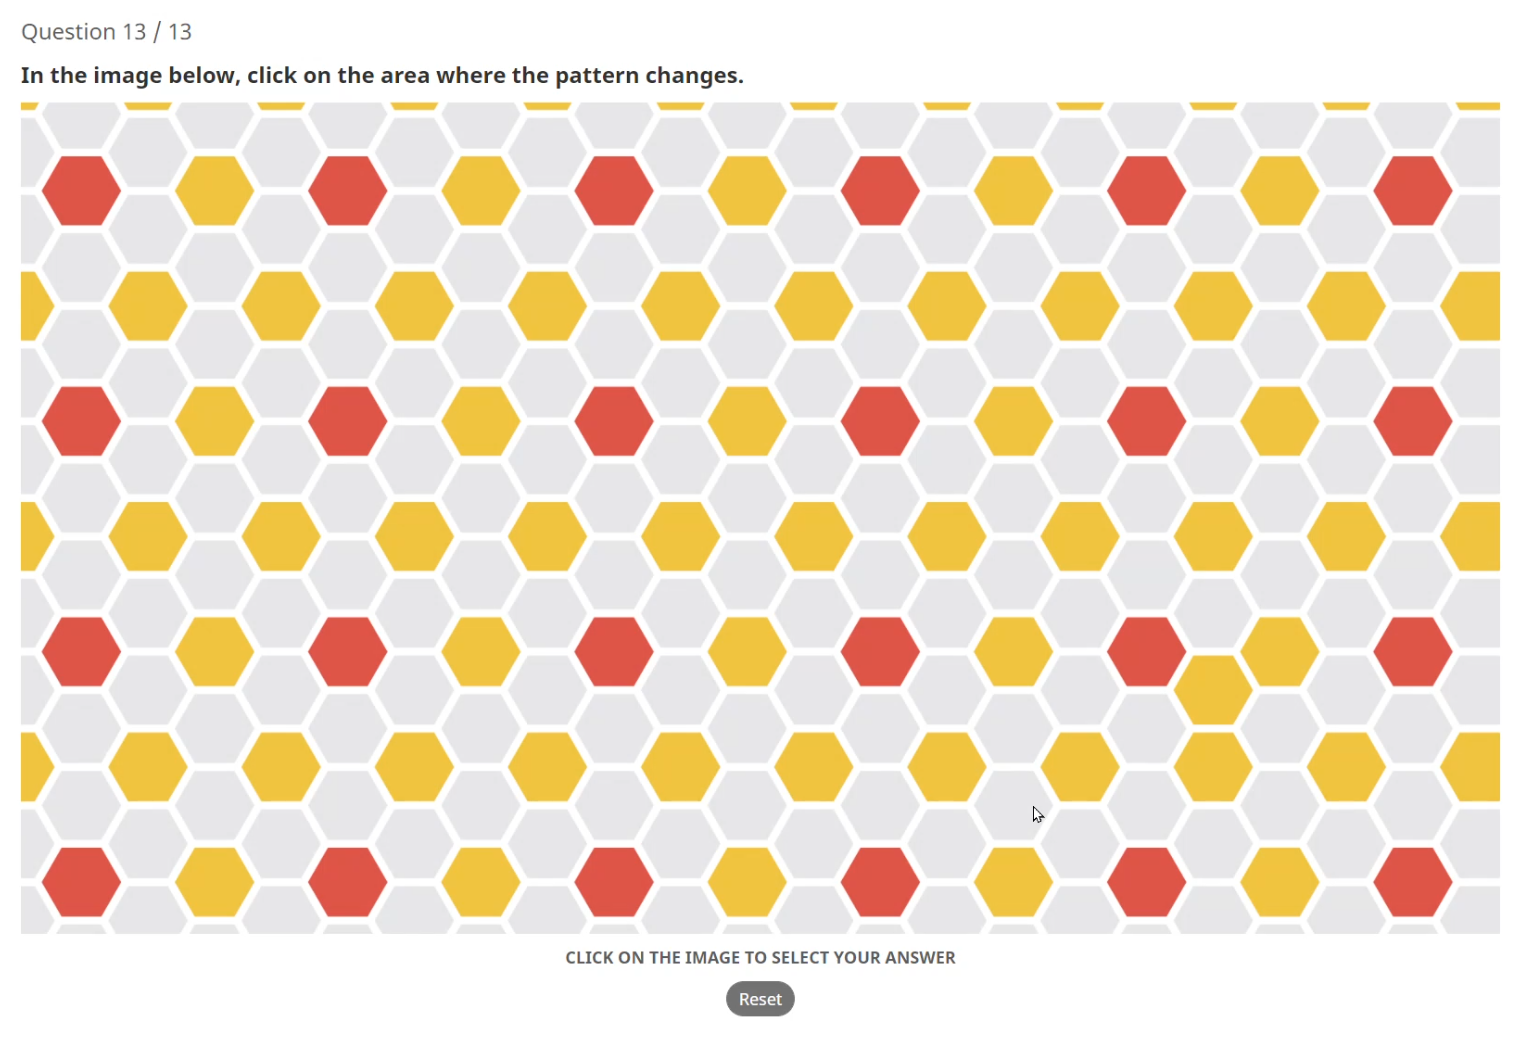 Question 13 / 13
In the image below, click on the area where the pattern changes.
CLICK ON THE IMAGE TO SELECT YOUR ANSWER
Reset